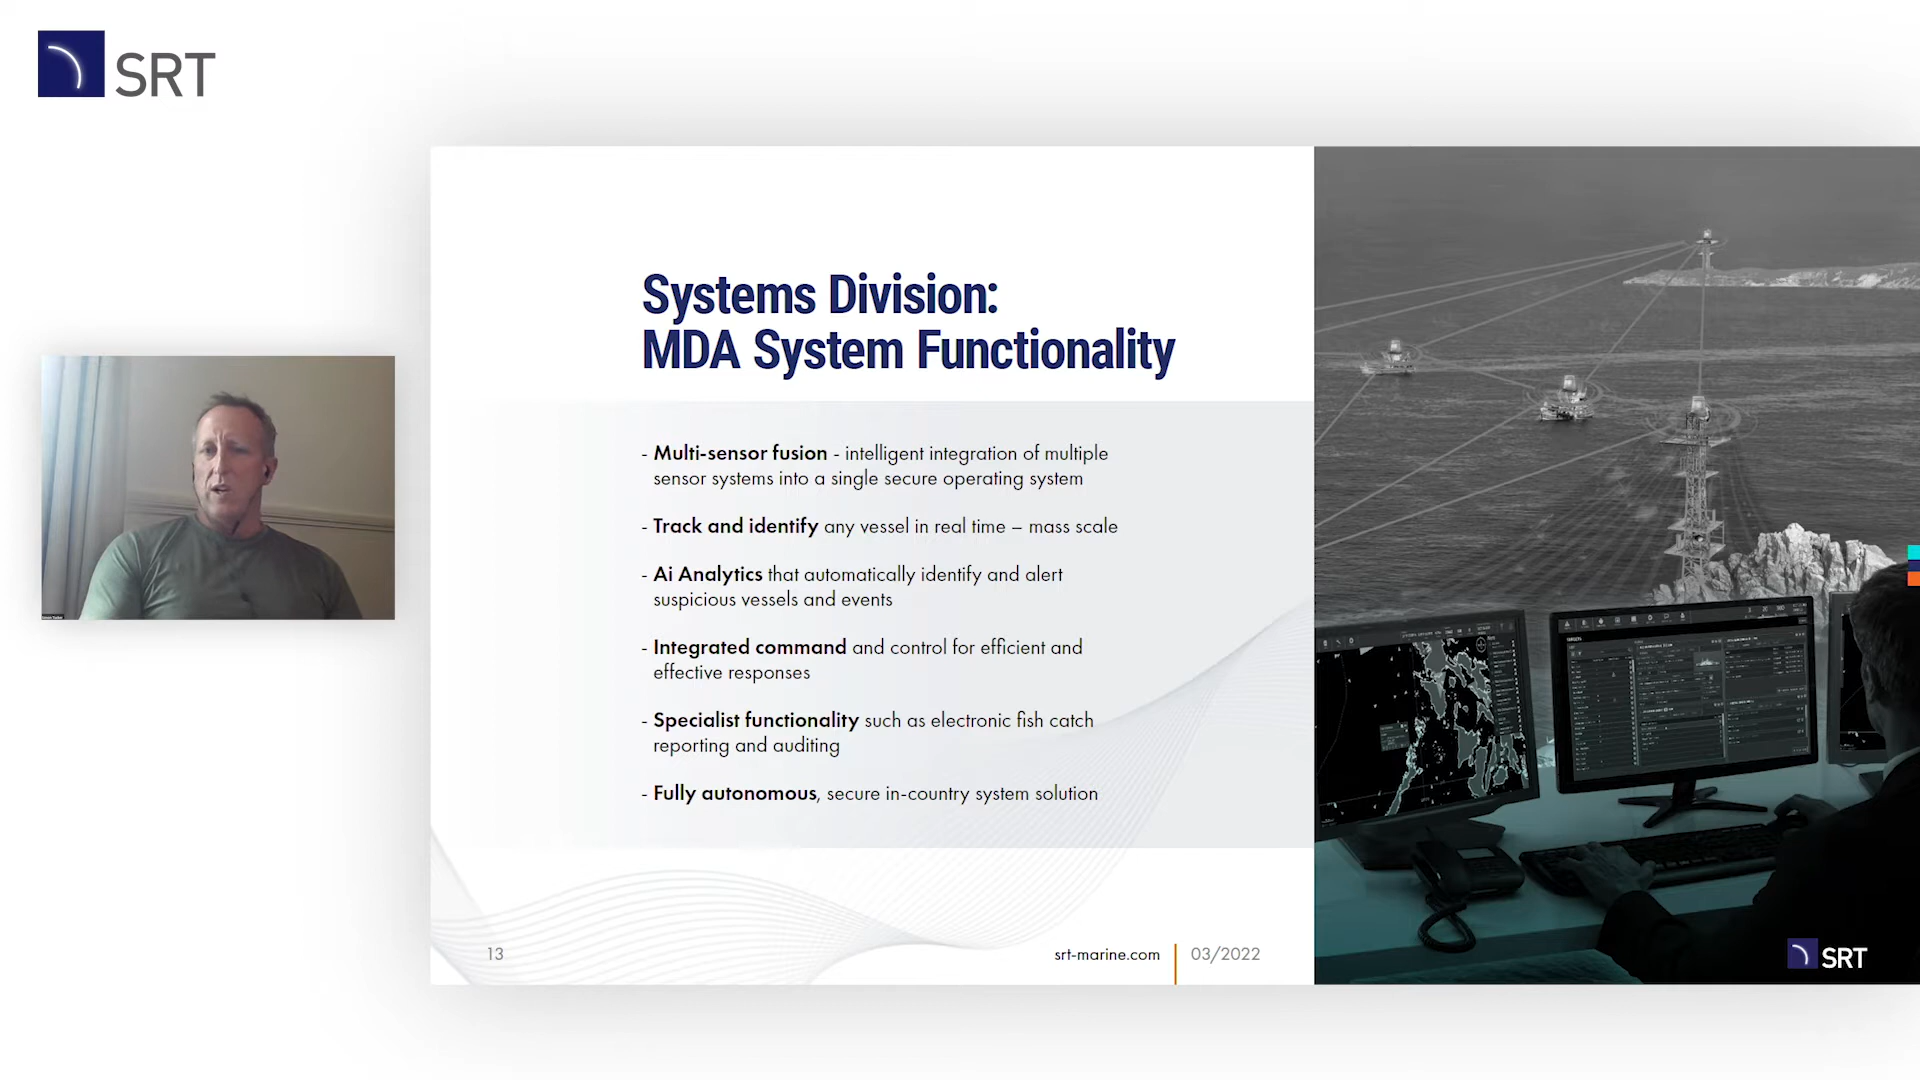 SRT
Systems Division:
MDA System Functionality
- Multi-sensor fusion - intelligent integration of multiple
sensor systems into a single secure operating system
- Track and identify any vessel in real time – mass scale
- Ai Analytics that automatically identify and alert
suspicious vessels and events
- Integrated command and control for efficient and
effective responses
- Specialist functionality such as electronic fish catch
reporting and auditing
- Fully autonomous, secure in-country system solution
13
srt-marine.com
03/2022
SRT